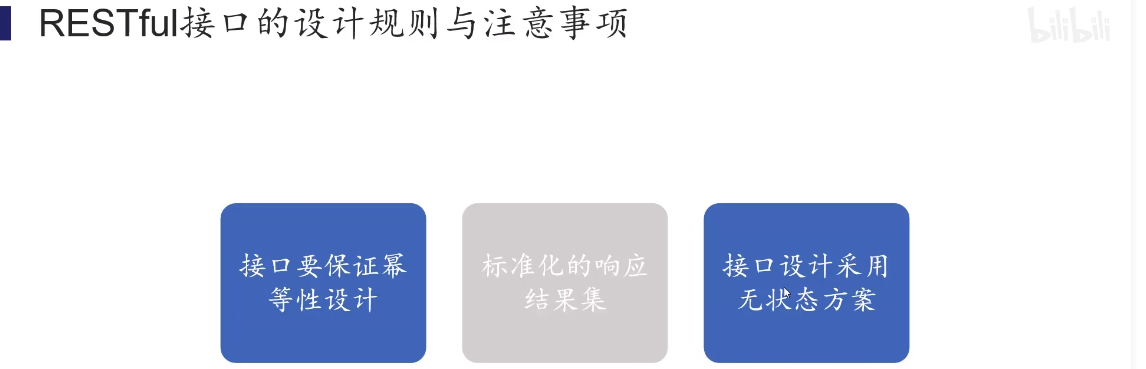 RESTful接口的设计规则与注意事项
bilibili
接口要保证幂
等性设计
标准化的响应
结果集
接口设计采用
无状态方案